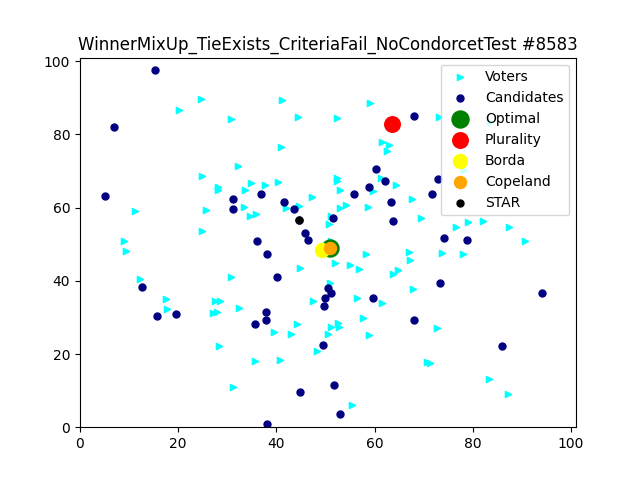 WinnerMixUp_TieExists_CriteriaFail_NoCondorcetTest #8583
100
80
60
40
20
0
0
20
40
60
80
100
Voters
Candidates
Optimal
Plurality
Borda
Copeland
STAR